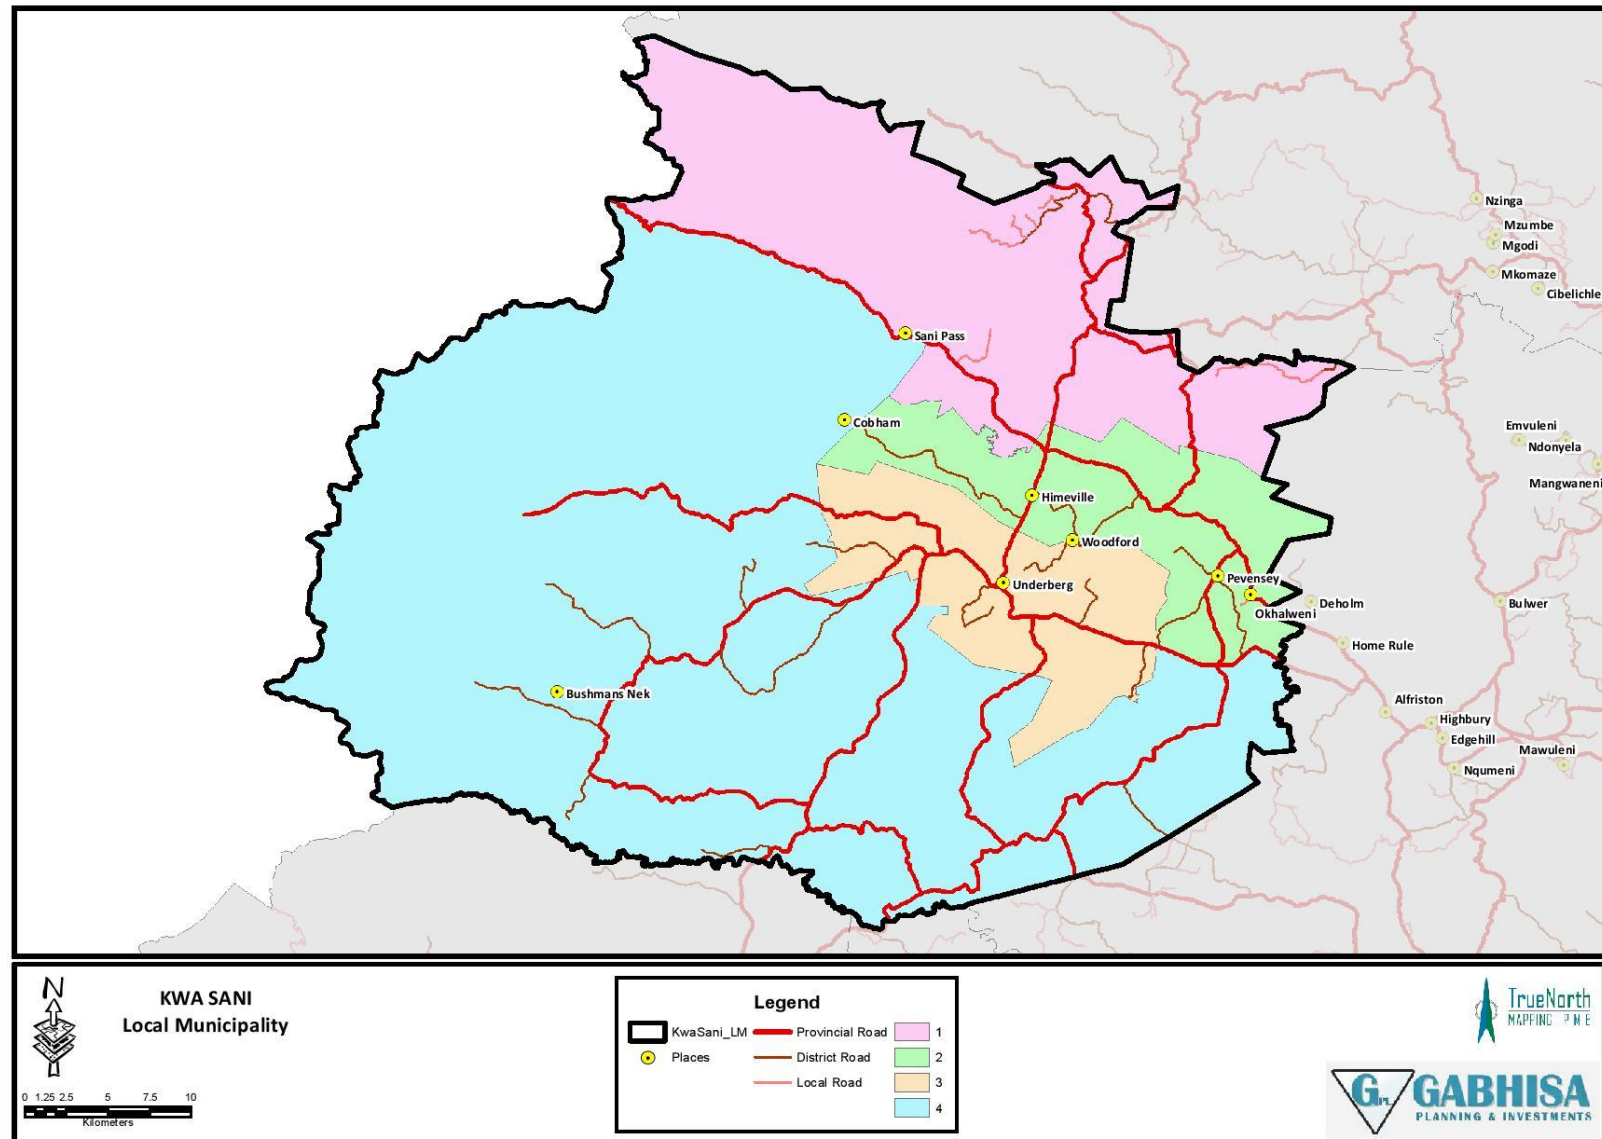 Nzinga
Mzumbe
Mgodi
Mkomaze
Cibelichle
Sani Pass
Cobham
Emvuleni
Ndonyela
Mangwaneni
Himeville
Woodford
Underberg
Pevensey
Okhalweni
Deholm
Bulwer
Home Rule
Bushmans Nek
Alfriston
Highbury
Edgehill
Mawuleni
Nqumeni
N
KWA SANI
Local Municipality
0 1.25 2.5 5 7.5 10
Kilometers
Legend
KwaSani_LM
Provincial Road
1
Places
District Road
2
Local Road
3
4
TrueNorth
MAPPING P M E
GPI
GABHISA
PLANNING & INVESTMENTS